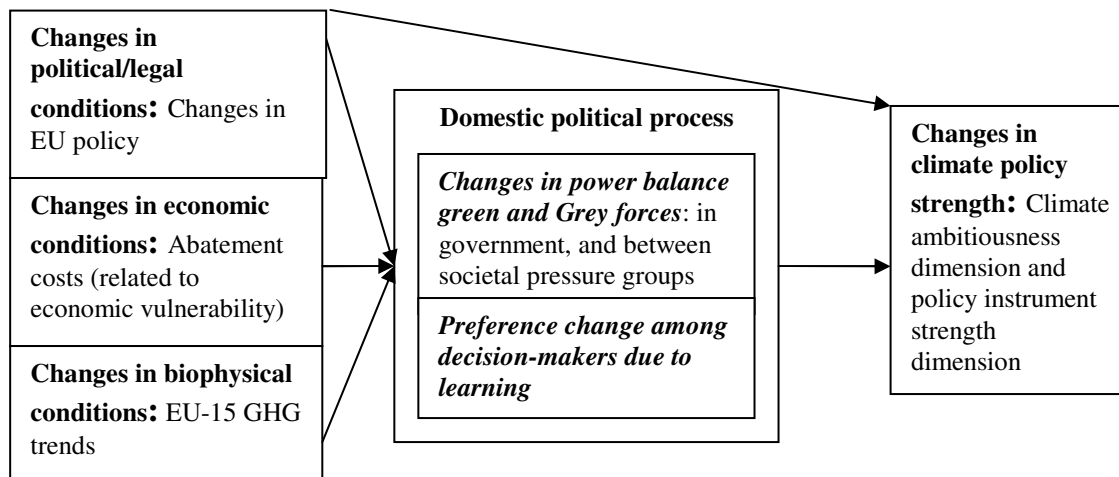 Changes in
political/legal
conditions: Changes in
EU policy
Changes in economic
conditions: Abatement
costs (related to
economic vulnerability)
Changes in biophysical
conditions: EU-15 GHG
trends
Domestic political process
Changes in power balance
green and Grey forces: in
government, and between
societal pressure groups
Preference change among
decision-makers due to
learning
Changes in
climate policy
strength: Climate
ambitiousness
dimension and
policy instrument
strength
dimension